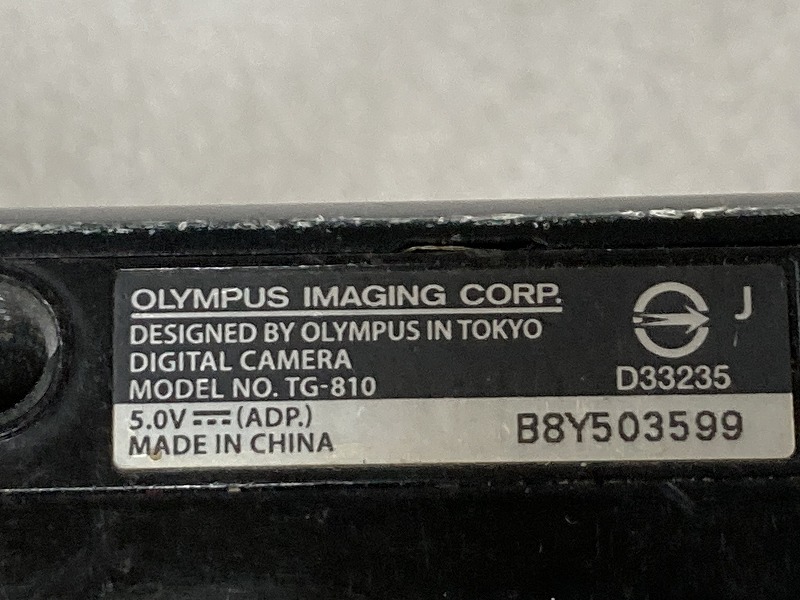 OLYMPUS IMAGING CORP.
DESIGNED BY OLYMPUS IN TOKYO
DIGITAL CAMERA
MODEL NO. TG-810
5.0V ⎓ (ADP.)
MADE IN CHINA
J
D33235
B8Y503599